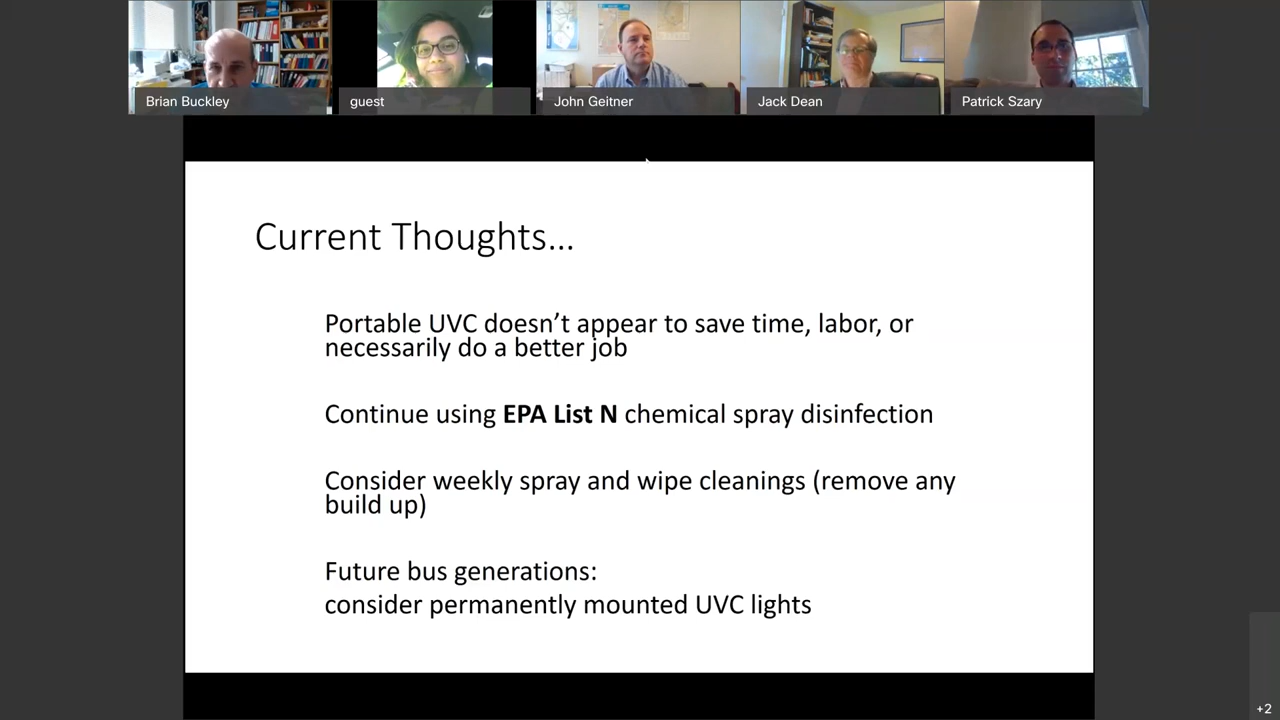 Brian Buckley
guest
John Geitner
Jack Dean
Patrick Szary
Current Thoughts...
Portable UVC doesn’t appear to save time, labor, or
necessarily do a better job
Continue using EPA List N chemical spray disinfection
Consider weekly spray and wipe cleanings (remove any
build up)
Future bus generations:
consider permanently mounted UVC lights
+2